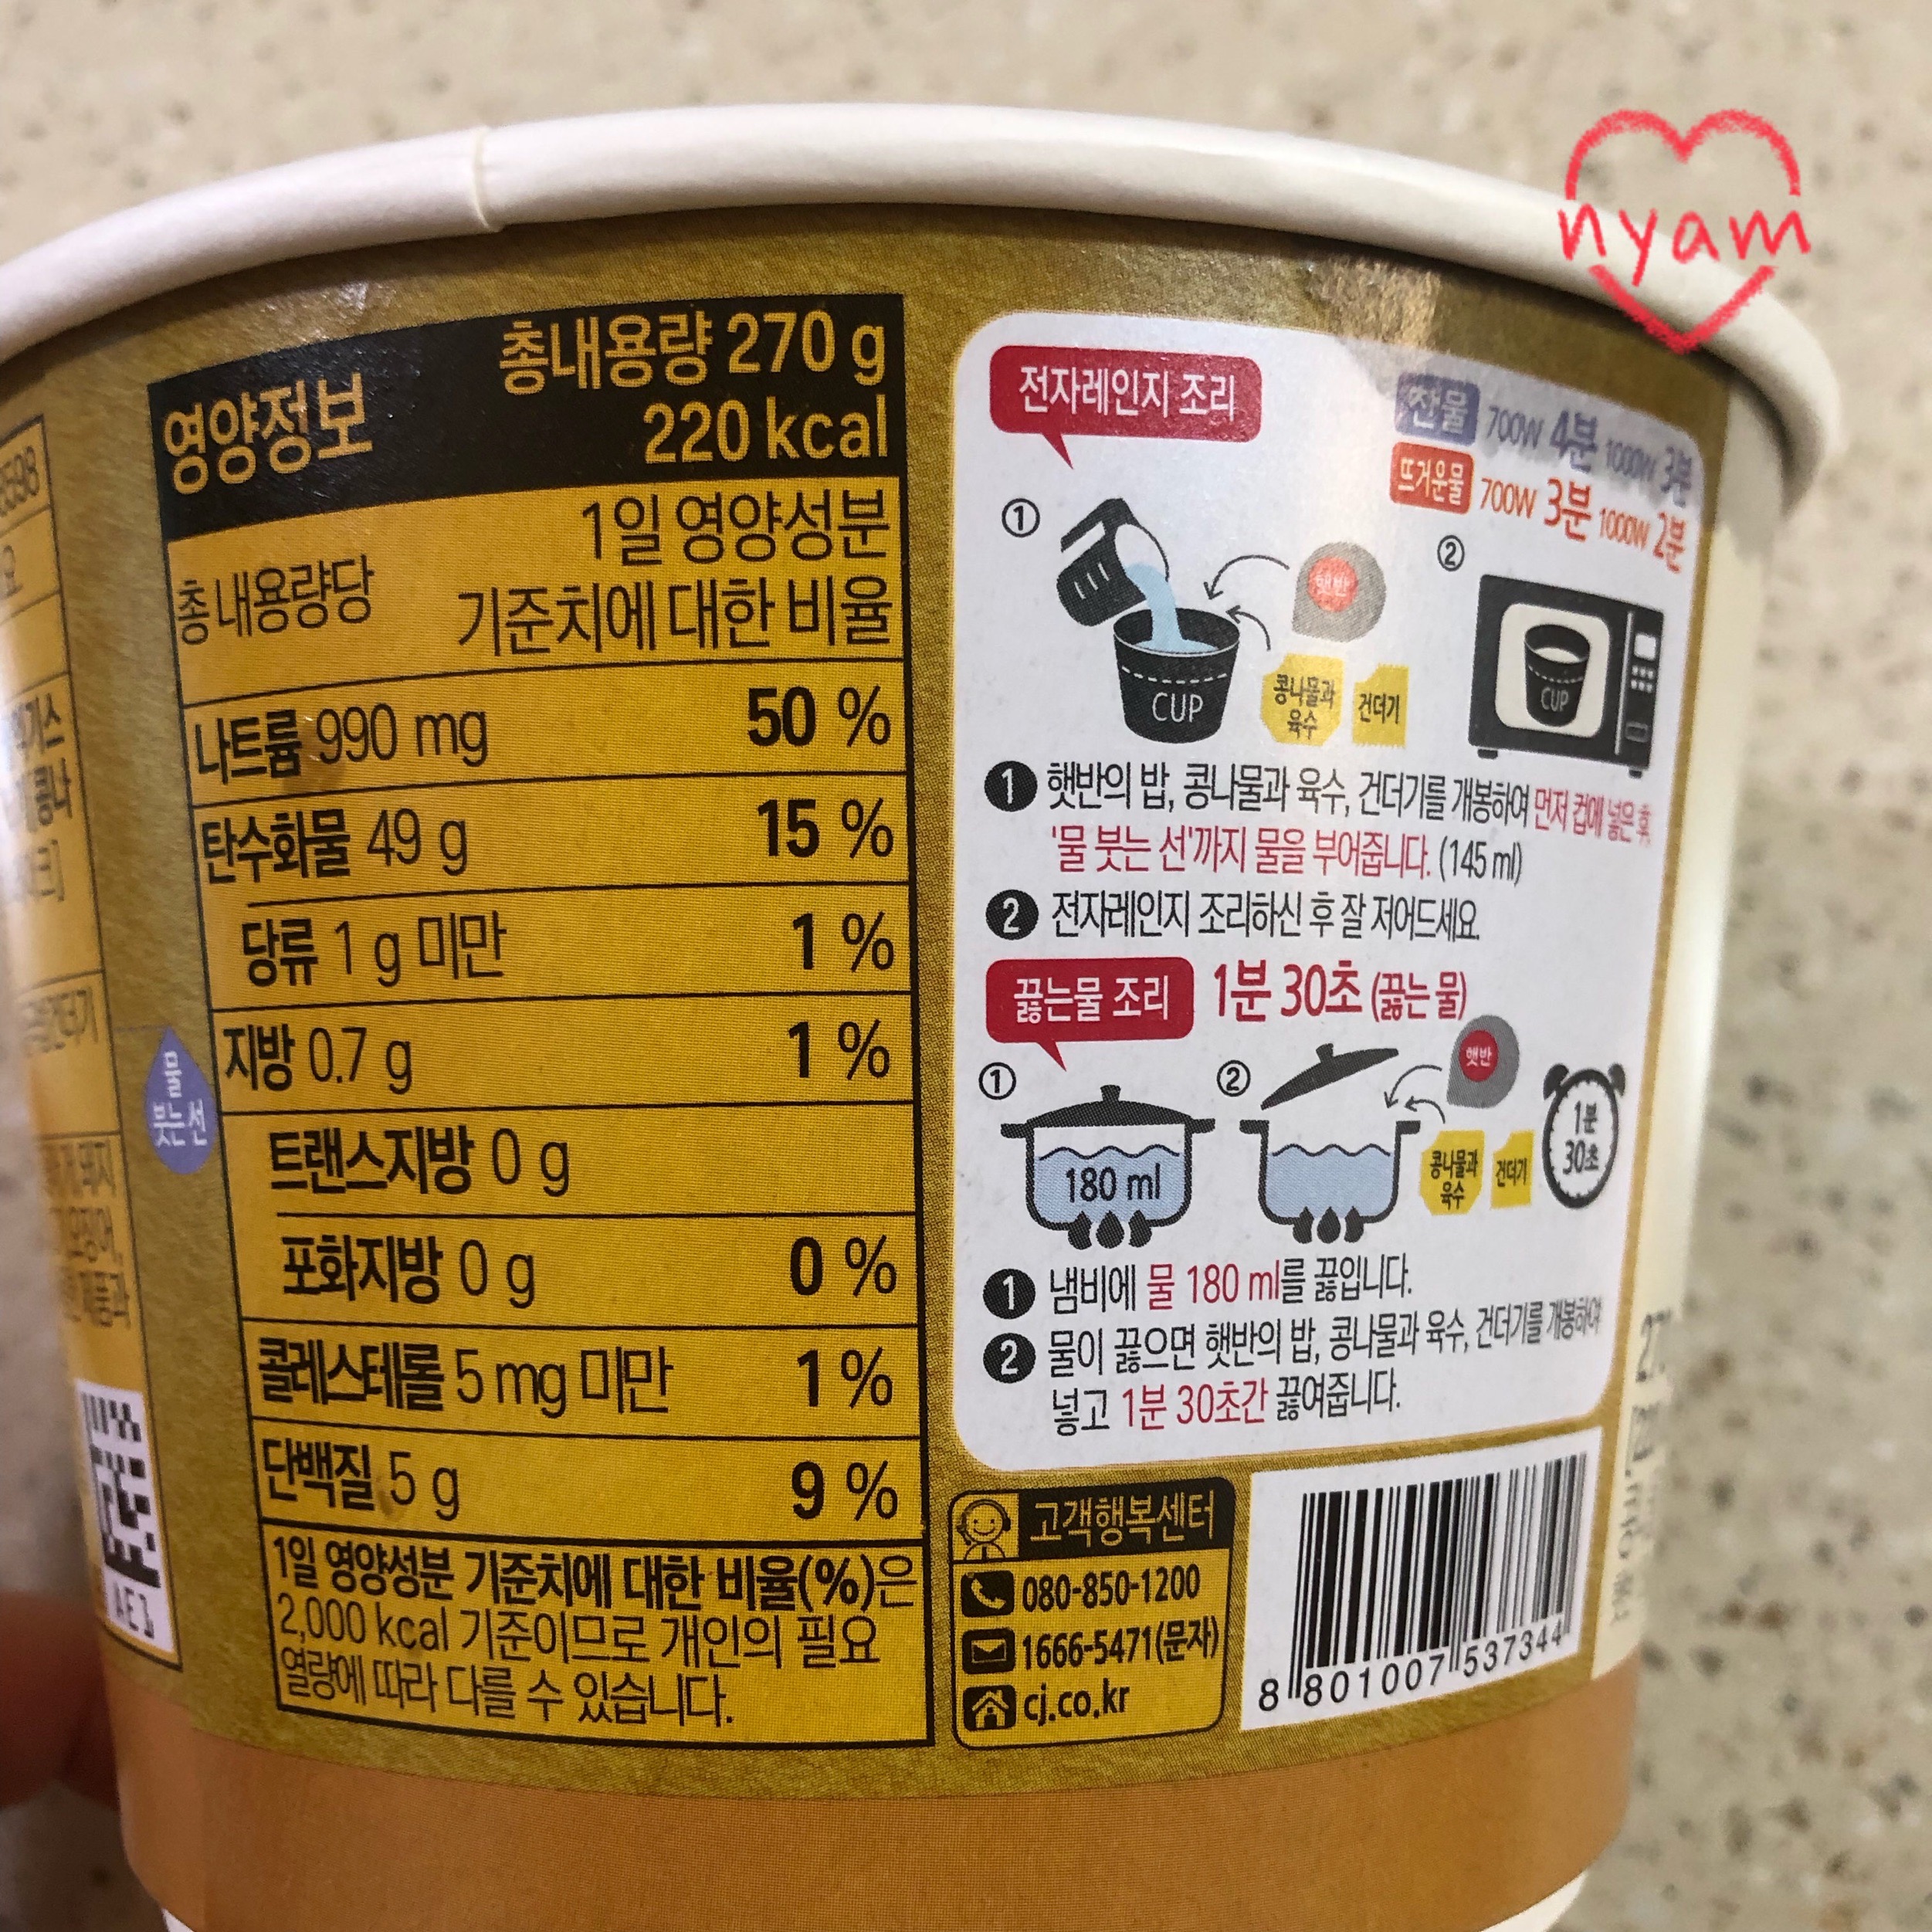 nyam
영양정보
총내용량 270 g
220 kcal
총 내용량당
1일 영양성분
기준치에 대한 비율
나트륨 990 mg 50 %
탄수화물 49 g 15 %
당류 1 g 미만 1 %
지방 0.7 g 1 %
트랜스지방 0 g
포화지방 0 g 0 %
콜레스테롤 5 mg 미만 1 %
단백질 5 g 9 %
1일 영양성분 기준치에 대한 비율(%)은
2,000 kcal 기준이므로 개인의 필요
열량에 따라 다를 수 있습니다.
물
붓는 선
전자레인지 조리
찬물 700W 4분 1000W 3분
뜨거운물 700W 3분 1000W 2분
①
②
햇반
콩나물과
육수
건더기
CUP
CUP
❶ 햇반의 밥, 콩나물과 육수, 건더기를 개봉하여 먼저 컵에 넣은 후,
'물 붓는 선'까지 물을 부어줍니다. (145 ml)
❷ 전자레인지 조리하신 후 잘 저어드세요.
끓는물 조리 1분 30초 (끓는 물)
①
②
햇반
180 ml
콩나물과
육수
건더기
1분
30초
❶ 냄비에 물 180 ml를 끓입니다.
❷ 물이 끓으면 햇반의 밥, 콩나물과 육수, 건더기를 개봉하여
넣고 1분 30초간 끓여줍니다.
고객행복센터
080-850-1200
1666-5471(문자)
cj.co.kr
8 801007 537344